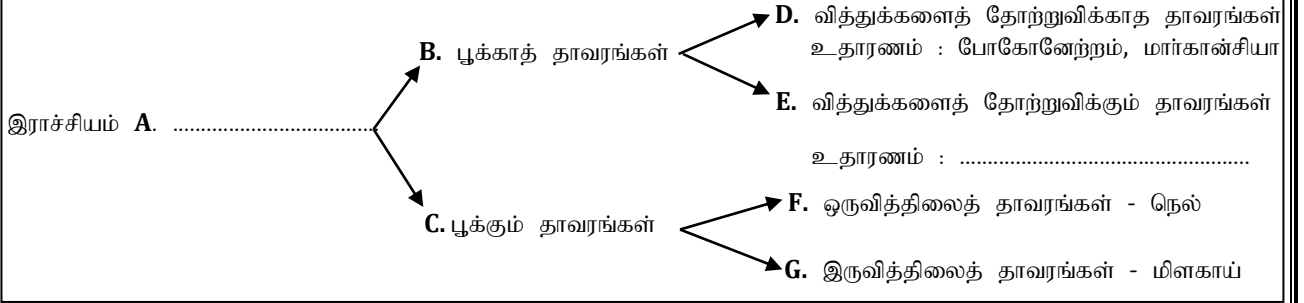 D. வித்துக்களைத் தோற்றுவிக்காத தாவரங்கள்
உதாரணம் : போகோனேற்றம், மார்கான்சியா
B. பூக்காத் தாவரங்கள்
E. வித்துக்களைத் தோற்றுவிக்கும் தாவரங்கள்
உதாரணம் : ....................................................
இராச்சியம் A. ....................................
C. பூக்கும் தாவரங்கள்
F. ஒருவித்திலைத் தாவரங்கள் - நெல்
G. இருவித்திலைத் தாவரங்கள் - மிளகாய்